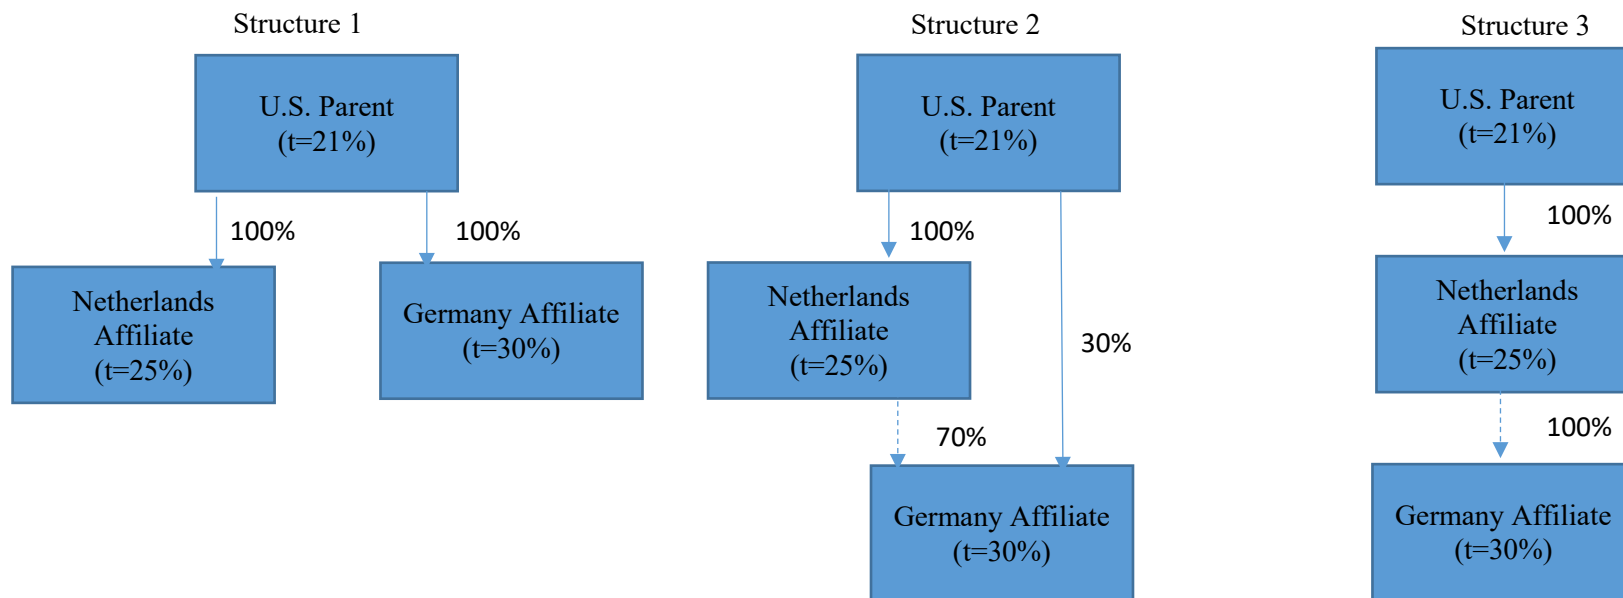 Structure 1
U.S. Parent
(t=21%)
100%
100%
Netherlands
Affiliate
(t=25%)
Germany Affiliate
(t=30%)
Structure 2
U.S. Parent
(t=21%)
100%
30%
Netherlands
Affiliate
(t=25%)
70%
Germany Affiliate
(t=30%)
Structure 3
U.S. Parent
(t=21%)
100%
Netherlands
Affiliate
(t=25%)
100%
Germany Affiliate
(t=30%)